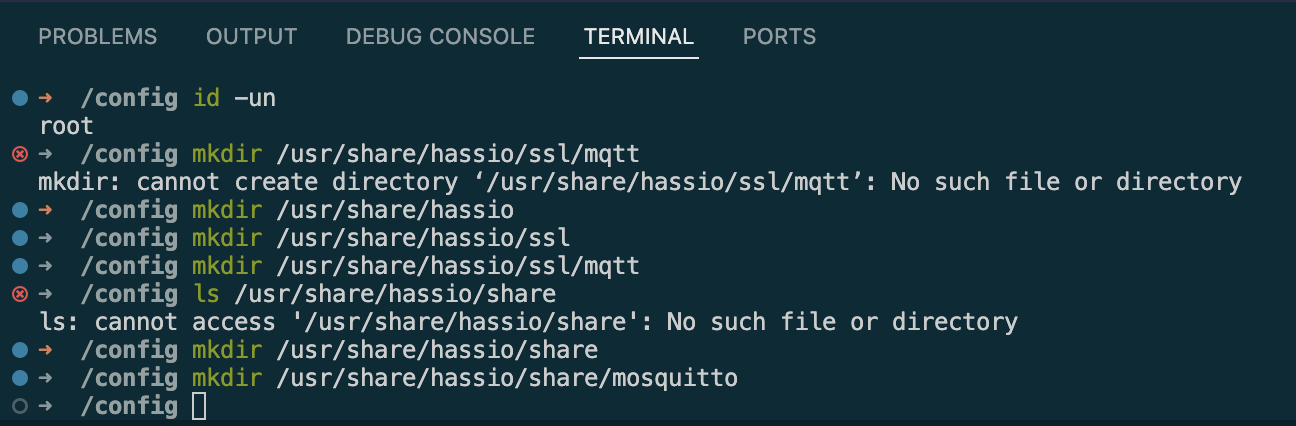 PROBLEMS OUTPUT DEBUG CONSOLE TERMINAL PORTS
➜ /config id -un
root
➜ /config mkdir /usr/share/hassio/ssl/mqtt
mkdir: cannot create directory ‘/usr/share/hassio/ssl/mqtt’: No such file or directory
➜ /config mkdir /usr/share/hassio
➜ /config mkdir /usr/share/hassio/ssl
➜ /config mkdir /usr/share/hassio/ssl/mqtt
➜ /config ls /usr/share/hassio/share
ls: cannot access '/usr/share/hassio/share': No such file or directory
➜ /config mkdir /usr/share/hassio/share
➜ /config mkdir /usr/share/hassio/share/mosquitto
➜ /config